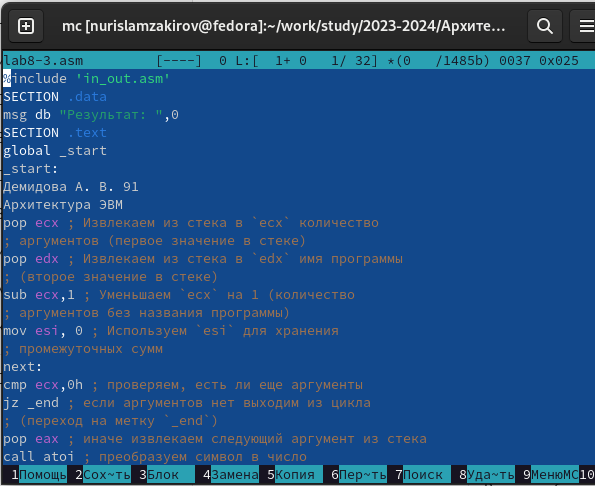 mc [nurislamzakirov@fedora]:~/work/study/2023-2024/Архите…
lab8-3.asm [----] 0 L:[ 1+ 0 1/ 32] *(0 /1485b) 0037 0x025
%include 'in_out.asm'
SECTION .data
msg db "Результат: ",0
SECTION .text
global _start
_start:
Демидова А. В. 91
Архитектура ЭВМ
pop ecx ; Извлекаем из стека в `ecx` количество
; аргументов (первое значение в стеке)
pop edx ; Извлекаем из стека в `edx` имя программы
; (второе значение в стеке)
sub ecx,1 ; Уменьшаем `ecx` на 1 (количество
; аргументов без названия программы)
mov esi, 0 ; Используем `esi` для хранения
; промежуточных сумм
next:
cmp ecx,0h ; проверяем, есть ли еще аргументы
jz _end ; если аргументов нет выходим из цикла
; (переход на метку `_end`)
pop eax ; иначе извлекаем следующий аргумент из стека
call atoi ; преобразуем символ в число
1Помощь 2Сох~ть 3Блок 4Замена 5Копия 6Пер~ть 7Поиск 8Уда~ть 9МенюMC 10